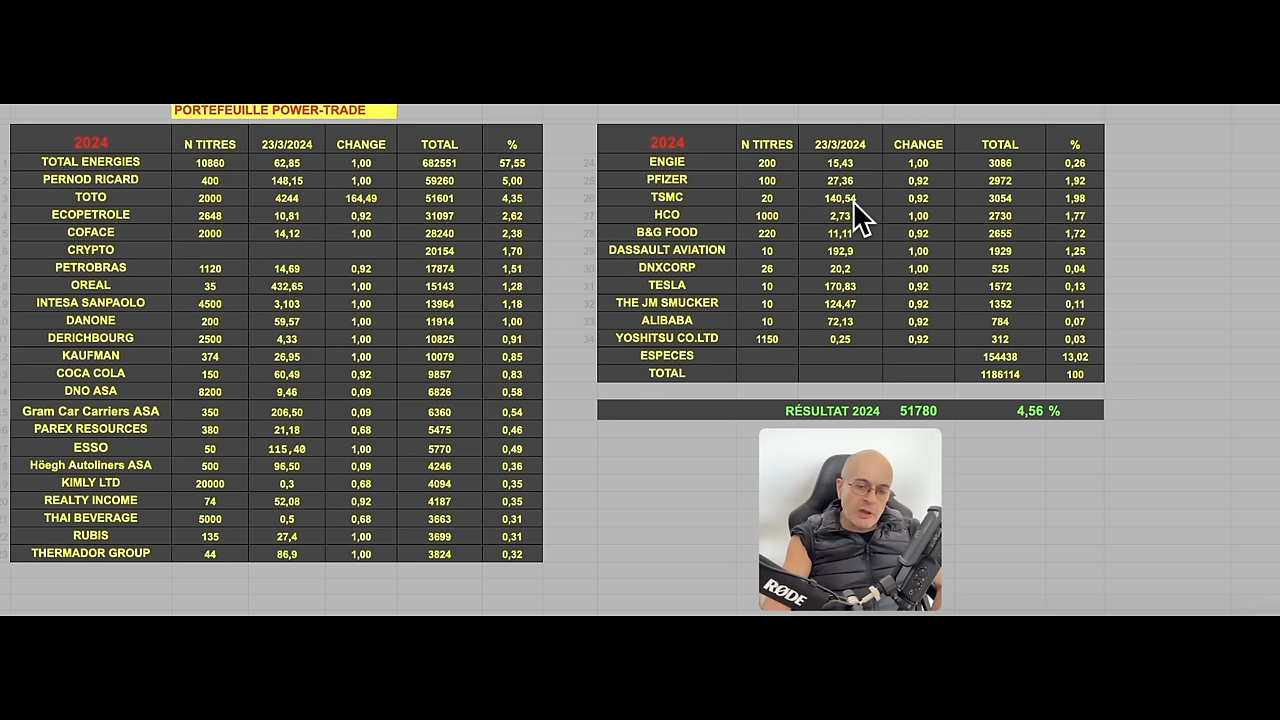 PORTEFEUILLE POWER-TRADE
2024 N TITRES 23/3/2024 CHANGE TOTAL %
TOTAL ENERGIES 10860 62,85 1,00 682551 57,55
PERNOD RICARD 400 148,15 1,00 59260 5,00
TOTO 2000 4244 164,49 51601 4,35
ECOPETROLE 2648 10,81 0,92 31097 2,62
COFACE 2000 14,12 1,00 28240 2,38
CRYPTO 20154 1,70
PETROBRAS 1120 14,69 0,92 17874 1,51
OREAL 35 432,65 1,00 15143 1,28
INTESA SANPAOLO 4500 3,103 1,00 13964 1,18
DANONE 200 59,57 1,00 11914 1,00
DERICHBOURG 2500 4,33 1,00 10825 0,91
KAUFMAN 374 26,95 1,00 10079 0,85
COCA COLA 150 60,49 0,92 9857 0,83
DNO ASA 8200 9,46 0,09 6826 0,58
Gram Car Carriers ASA 350 206,50 0,09 6360 0,54
PAREX RESOURCES 380 21,18 0,68 5475 0,46
ESSO 50 115,40 1,00 5770 0,49
Höegh Autoliners ASA 500 96,50 0,09 4246 0,36
KIMLY LTD 20000 0,3 0,68 4094 0,35
REALTY INCOME 74 52,08 0,92 4187 0,35
THAI BEVERAGE 5000 0,5 0,68 3663 0,31
RUBIS 135 27,4 1,00 3699 0,31
THERMADOR GROUP 44 86,9 1,00 3824 0,32
2024 N TITRES 23/3/2024 CHANGE TOTAL %
24 ENGIE 200 15,43 1,00 3086 0,26
25 PFIZER 100 27,36 0,92 2972 1,92
26 TSMC 20 140,54 0,92 3054 1,98
27 HCO 1000 2,73 1,00 2730 1,77
28 B&G FOOD 220 11,11 0,92 2655 1,72
29 DASSAULT AVIATION 10 192,9 1,00 1929 1,25
30 DNXCORP 26 20,2 1,00 525 0,04
31 TESLA 10 170,83 0,92 1572 0,13
32 THE JM SMUCKER 10 124,47 0,92 1352 0,11
33 ALIBABA 10 72,13 0,92 784 0,07
34 YOSHITSU CO.LTD 1150 0,25 0,92 312 0,03
ESPECES 154438 13,02
TOTAL 1186114 100
RÉSULTAT 2024 51780 4,56 %
RØDE